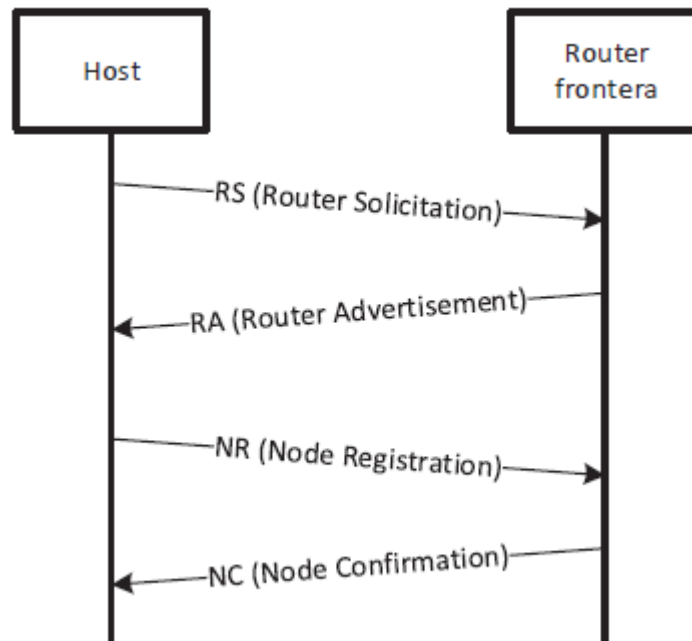 Host
Router
frontera
RS (Router Solicitation)
RA (Router Advertisement)
NR (Node Registration)
NC (Node Confirmation)